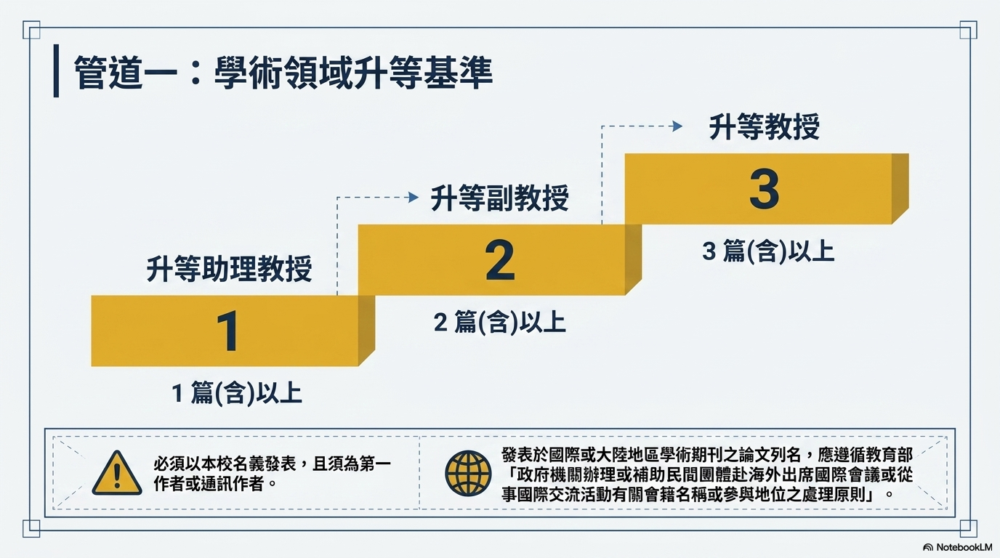 管道一：學術領域升等基準
升等教授
3
3 篇(含)以上
升等副教授
2
2 篇(含)以上
升等助理教授
1
1 篇(含)以上
必須以本校名義發表，且須為第一
作者或通訊作者。
發表於國際或大陸地區學術期刊之論文列名，應遵循教育部
「政府機關辦理或補助民間團體赴海外出席國際會議或從
事國際交流活動有關會籍名稱或參與地位之處理原則」。
NotebookLM